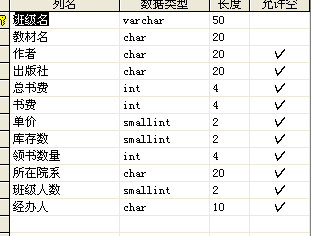 列名 数据类型 长度 允许空
班级名 varchar 50
教材名 char 20
作者 char 20 ✓
出版社 char 20 ✓
总书费 int 4 ✓
书费 int 4 ✓
单价 smallint 2 ✓
库存数 smallint 2 ✓
领书数量 int 4 ✓
所在院系 char 20 ✓
班级人数 smallint 2 ✓
经办人 char 10 ✓